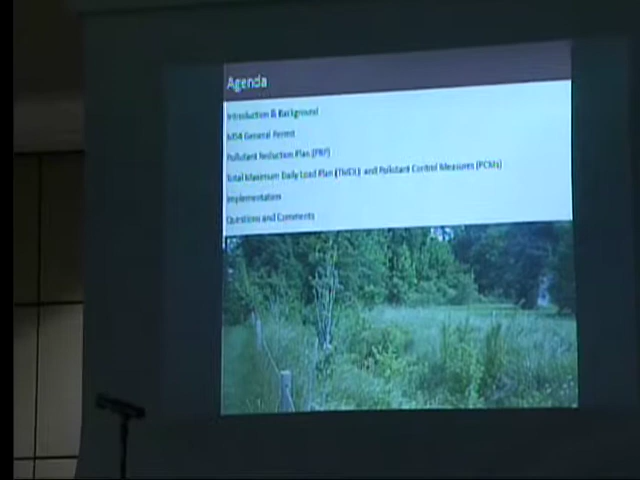 Agenda
Introduction & Background
MS4 General Permit
Pollutant Reduction Plan (PRP)
Total Maximum Daily Load Plan (TMDL) and Pollutant Control Measures (PCMs)
Implementation
Questions and Comments